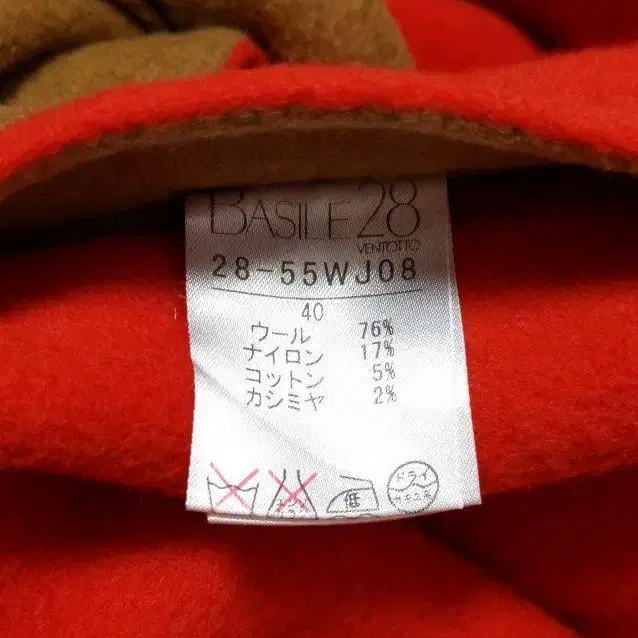 BASILE28
VENTOTTO
28-55WJ08
40
ウール 76%
ナイロン 17%
コットン 5%
カシミヤ 2%
低
ドライ